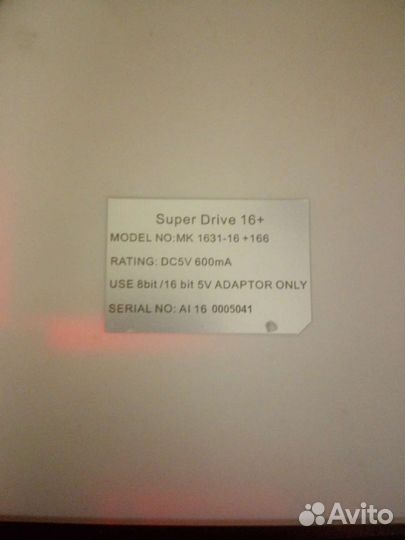 Super Drive 16+
MODEL NO:MK 1631-16 +166
RATING: DC5V 600mA
USE 8bit /16 bit 5V ADAPTOR ONLY
SERIAL NO: AI 16 0005041
Avito